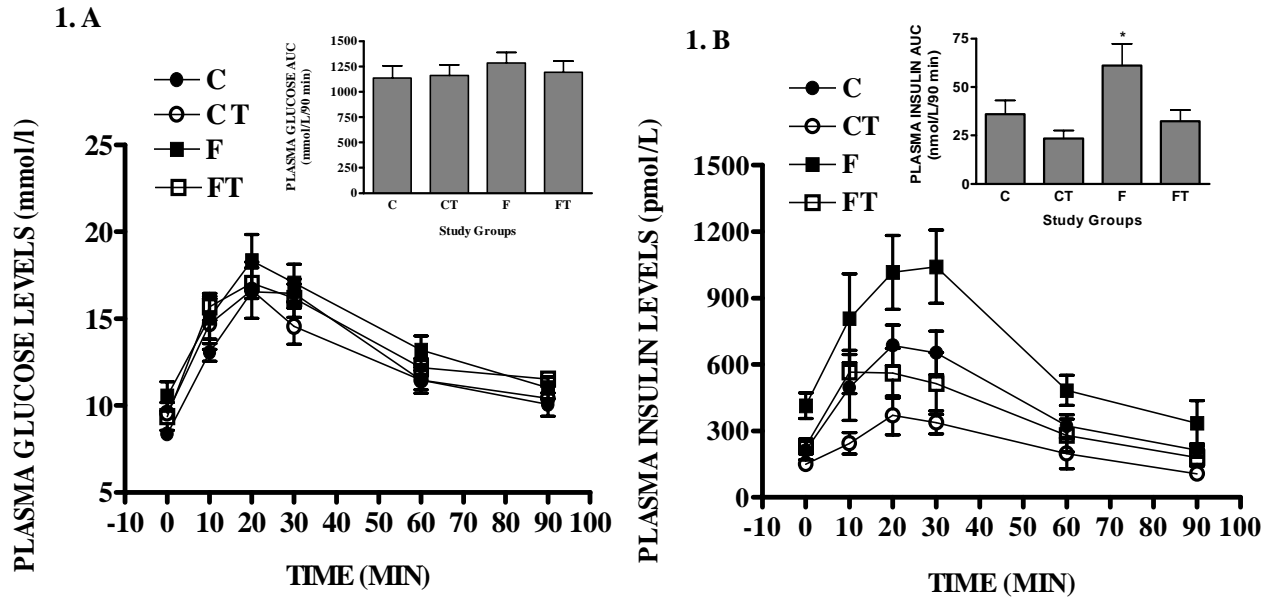 1. A
C
CT
F
FT
PLASMA GLUCOSE LEVELS (mmol/l)
25
20
15
10
5
-10 0 10 20 30 40 50 60 70 80 90 100
TIME (MIN)
PLASMA GLUCOSE AUC
(mmol/L/90 min)
1500
1250
1000
750
500
250
0
C CT F FT
Study Groups
1. B
C
CT
F
FT
PLASMA INSULIN LEVELS (pmol/L)
1500
1200
900
600
300
0
-10 0 10 20 30 40 50 60 70 80 90 100
TIME (MIN)
PLASMA INSULIN AUC
(nmol/L/90 min)
75
50
25
0
*
C CT F FT
Study Groups